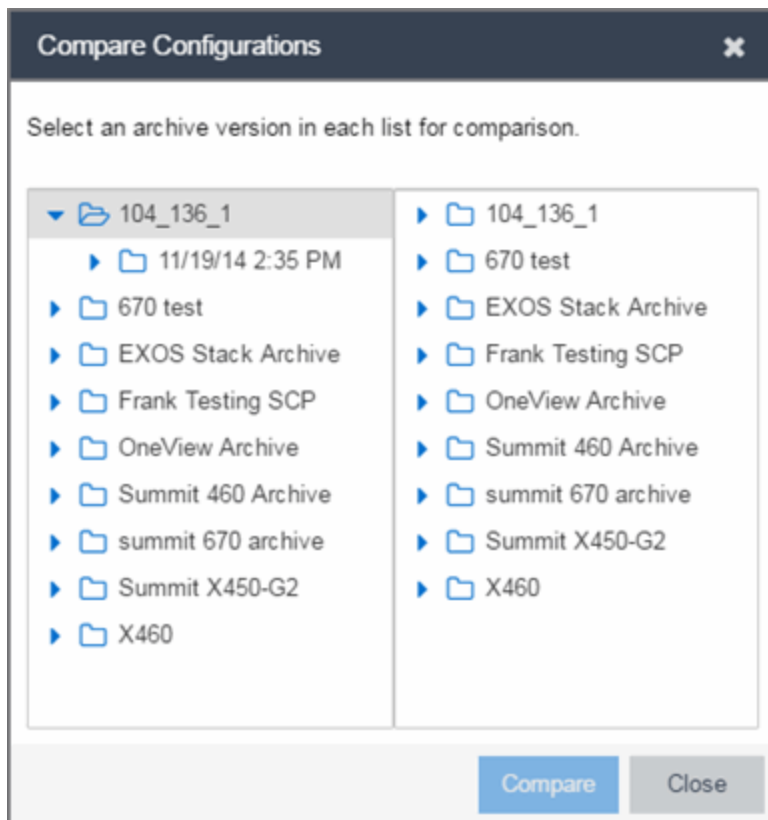 Compare Configurations
Select an archive version in each list for comparison.
104_136_1
11/19/14 2:35 PM
670 test
EXOS Stack Archive
Frank Testing SCP
OneView Archive
Summit 460 Archive
summit 670 archive
Summit X450-G2
X460
104_136_1
670 test
EXOS Stack Archive
Frank Testing SCP
OneView Archive
Summit 460 Archive
summit 670 archive
Summit X450-G2
X460
Compare
Close